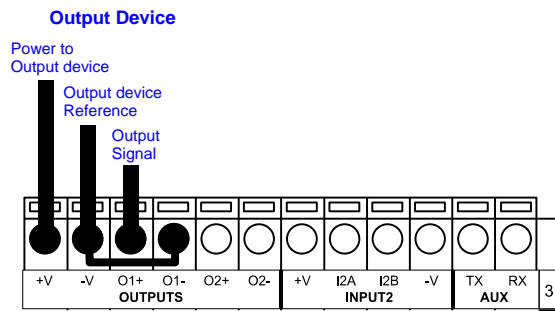 Output Device
Power to
Output device
Output device
Reference
Output
Signal
+V -V O1+ O1- O2+ O2- +V I2A I2B -V TX RX
OUTPUTS INPUT2 AUX 3